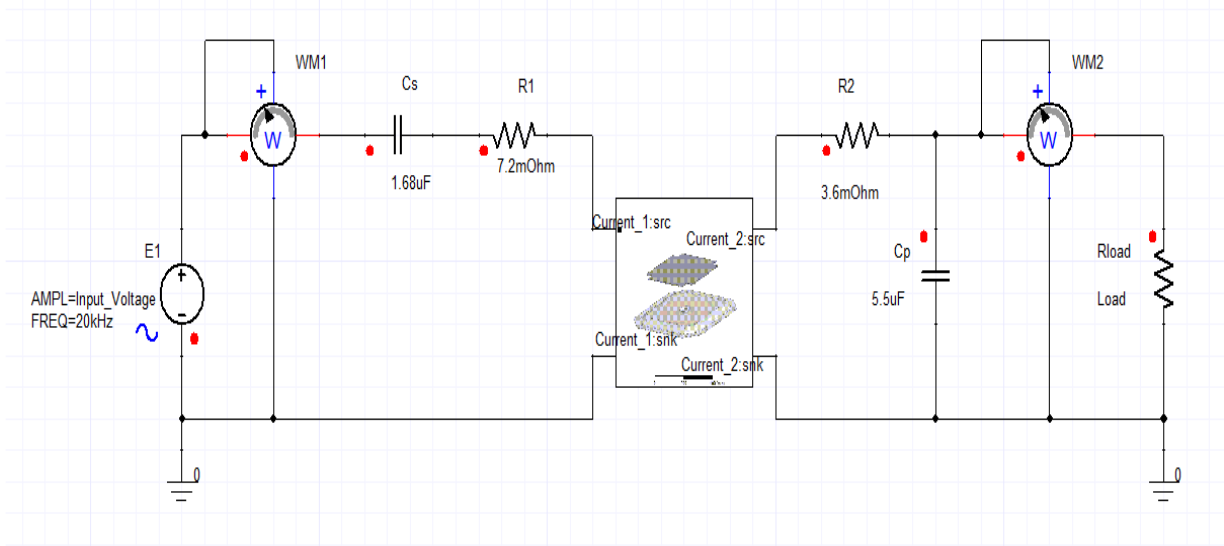 WM1
Cs
R1
R2
WM2
+
W
+
W
1.68uF
7.2mOhm
3.6mOhm
Current_1:src
Current_2:src
E1
+
AMPL=Input_Voltage
FREQ=20kHz
Cp
5.5uF
Rload
Load
Current_1:snk
Current_2:snk
0
0